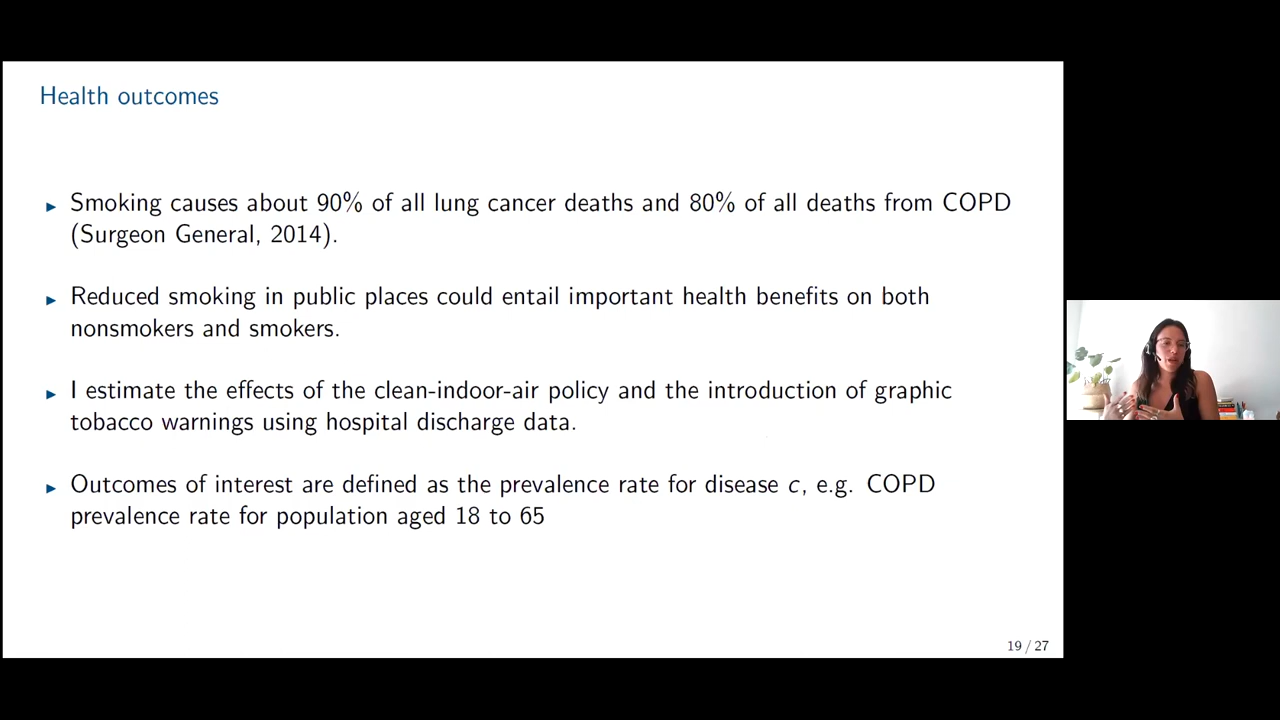 Health outcomes
► Smoking causes about 90% of all lung cancer deaths and 80% of all deaths from COPD
(Surgeon General, 2014).
► Reduced smoking in public places could entail important health benefits on both
nonsmokers and smokers.
► I estimate the effects of the clean-indoor-air policy and the introduction of graphic
tobacco warnings using hospital discharge data.
► Outcomes of interest are defined as the prevalence rate for disease c, e.g. COPD
prevalence rate for population aged 18 to 65
19 / 27